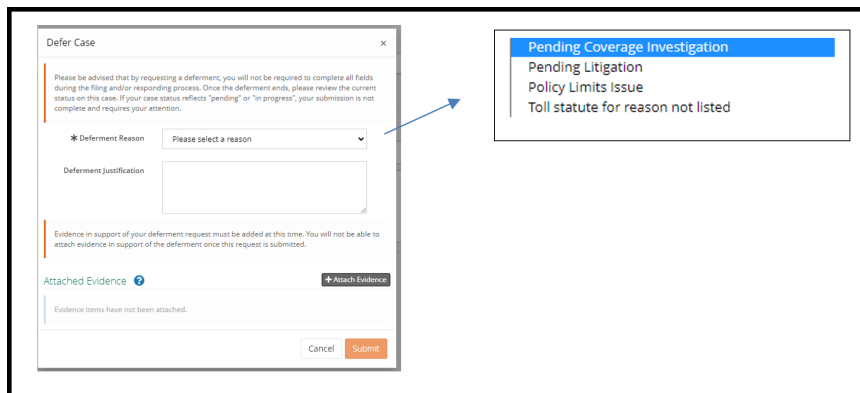 Defer Case ×
Please be advised that by requesting a deferment, you will not be required to complete all fields
during the filing and/or responding process. Once the deferment ends, please review the current
status on this case. If your case status reflects "pending" or "in progress", your submission is not
complete and requires your attention.
* Deferment Reason Please select a reason
Deferment Justification
Evidence in support of your deferment request must be added at this time. You will not be able to
attach evidence in support of the deferment once this request is submitted.
Attached Evidence ? + Attach Evidence
Evidence items have not been attached.
Cancel Submit
Pending Coverage Investigation
Pending Litigation
Policy Limits Issue
Toll statute for reason not listed